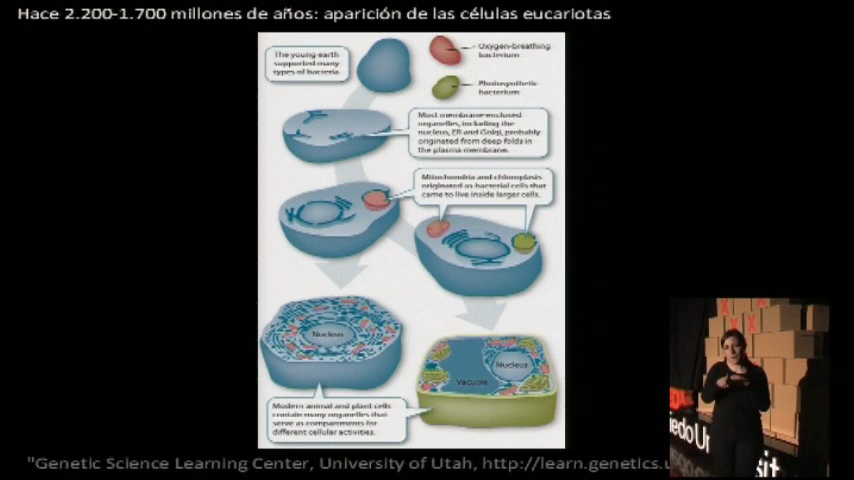 Hace 2.200-1.700 millones de años: aparición de las células eucariotas
The young earth
supported many
types of bacteria.
Oxygen-breathing
bacterium
Photosynthetic
bacterium
Most membrane-enclosed
organelles, including the
nucleus, ER and Golgi, probably
originated from deep folds in
the plasma membrane.
Mitochondria and chloroplasts
originated as bacterial cells that
came to live inside larger cells.
Nucleus
Nucleus
Vacuole
Modern animal and plant cells
contain many organelles that
serve as compartments for
different cellular activities.
"Genetic Science Learning Center, University of Utah, http://learn.genetics.u
X
X X